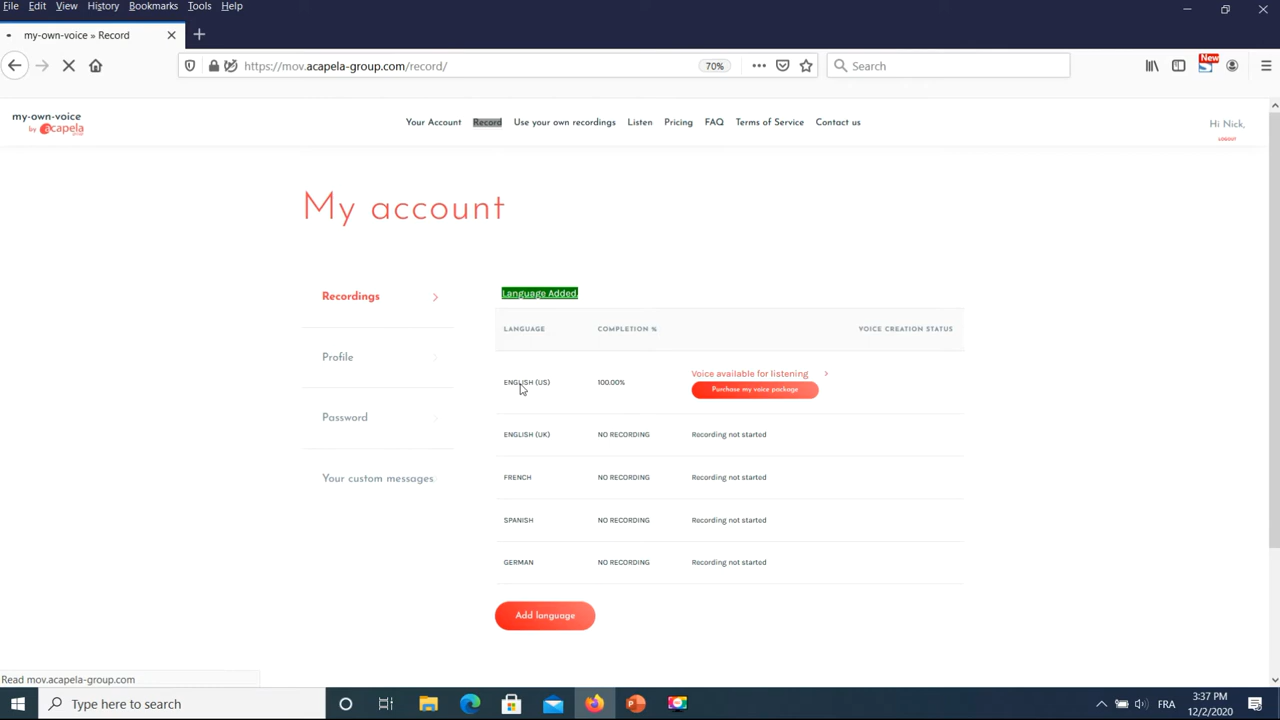 File Edit View History Bookmarks Tools Help
my-own-voice » Record
https://mov.acapela-group.com/record/
70%
Search
New
my-own-voice
by acapela
group
Your Account Record Use your own recordings Listen Pricing FAQ Terms of Service Contact us
Hi Nick,
LOGOUT
My account
Recordings
Profile
Password
Your custom messages
Language Added
LANGUAGE COMPLETION % VOICE CREATION STATUS
ENGLISH (US) 100.00% Voice available for listening
Purchase my voice package
ENGLISH (UK) NO RECORDING Recording not started
FRENCH NO RECORDING Recording not started
SPANISH NO RECORDING Recording not started
GERMAN NO RECORDING Recording not started
Add language
Read mov.acapela-group.com
Type here to search
FRA
3:37 PM
12/2/2020